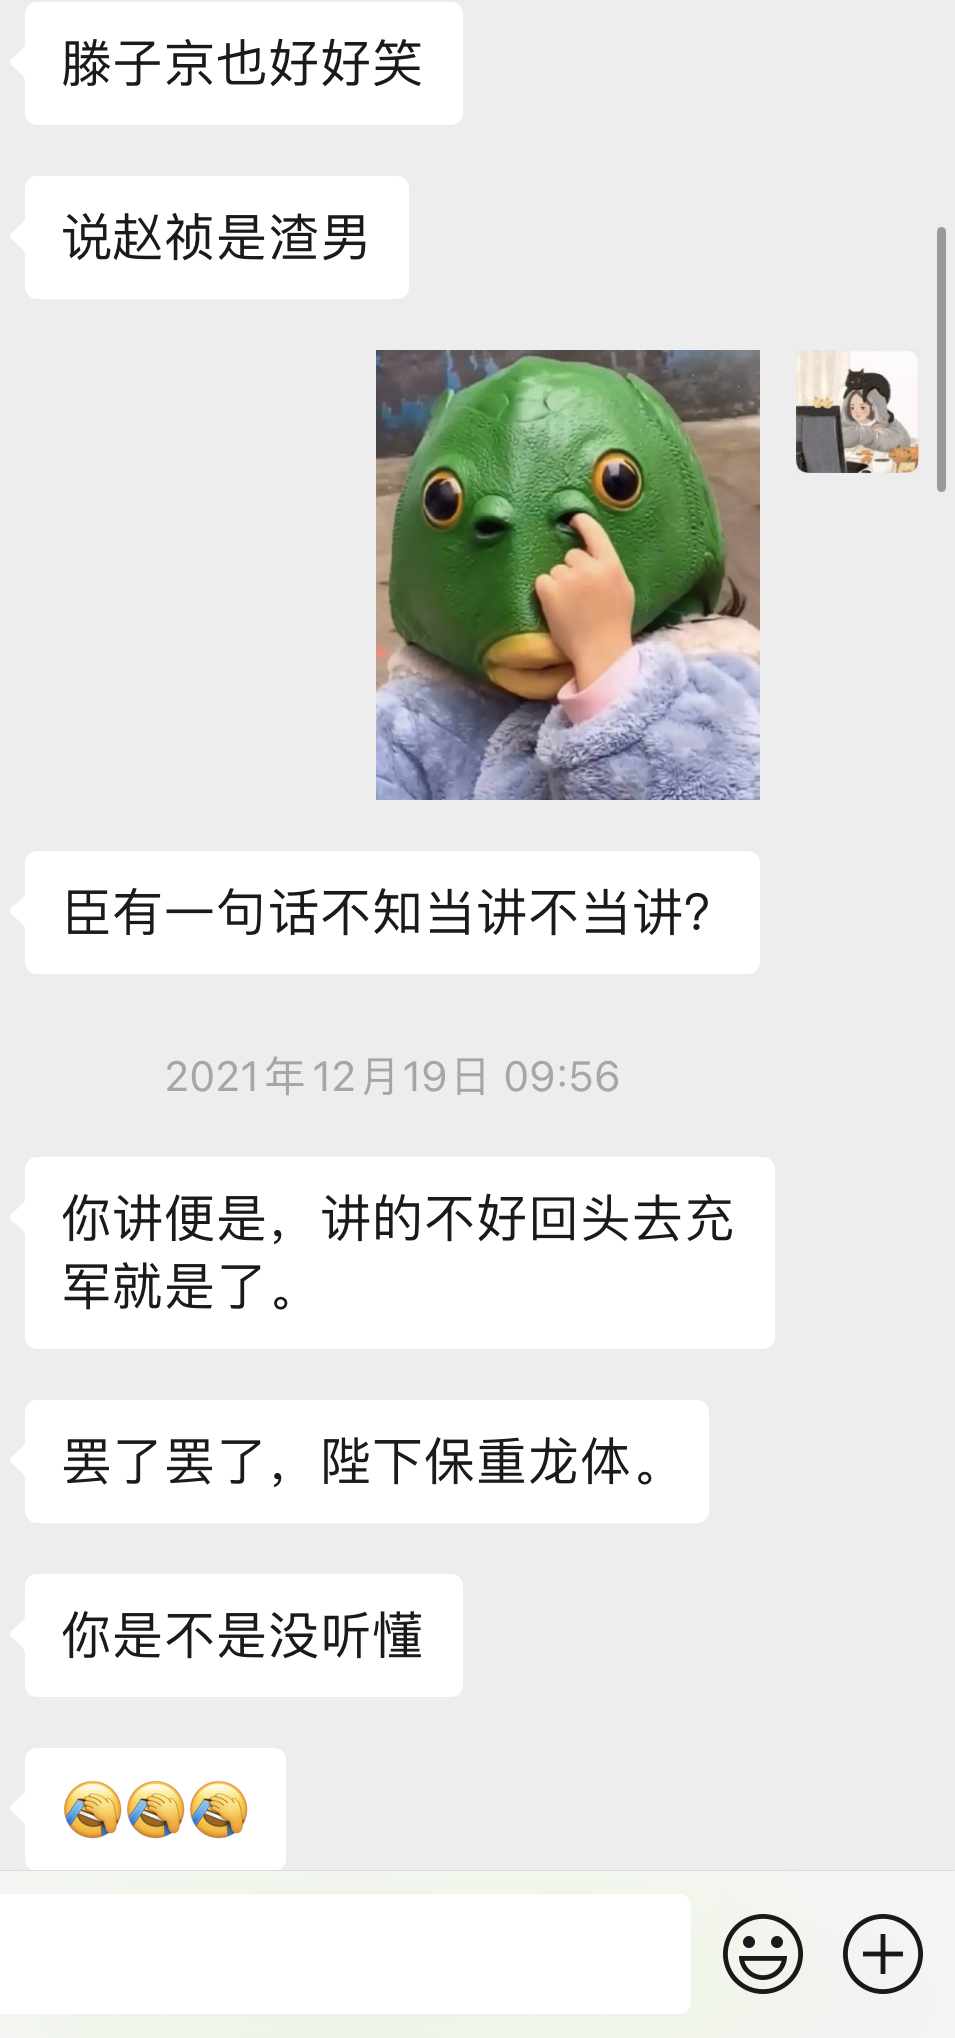 滕子京也好好笑
说赵祯是渣男
臣有一句话不知当讲不当讲?
2021年12月19日 09:56
你讲便是，讲的不好回头去充
军就是了。
罢了罢了，陛下保重龙体。
你是不是没听懂
🤣🤣🤣